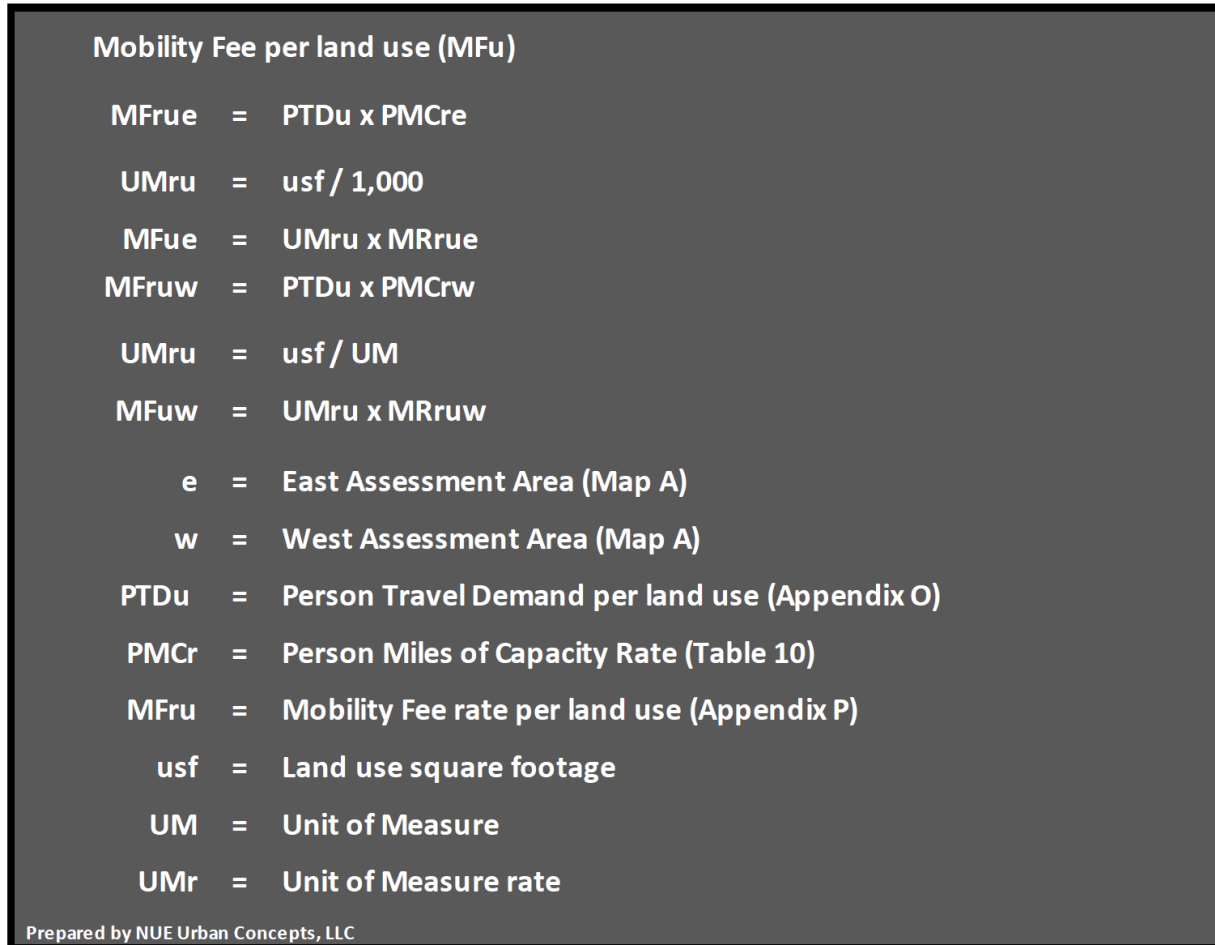 Mobility Fee per land use (MFu)
MFrue = PTDu x PMCre
UMru = usf / 1,000
MFue = UMru x MRrue
MFruw = PTDu x PMCrw
UMru = usf / UM
MFuw = UMru x MRruw
e = East Assessment Area (Map A)
w = West Assessment Area (Map A)
PTDu = Person Travel Demand per land use (Appendix O)
PMCr = Person Miles of Capacity Rate (Table 10)
MFru = Mobility Fee rate per land use (Appendix P)
usf = Land use square footage
UM = Unit of Measure
UMr = Unit of Measure rate
Prepared by NUE Urban Concepts, LLC